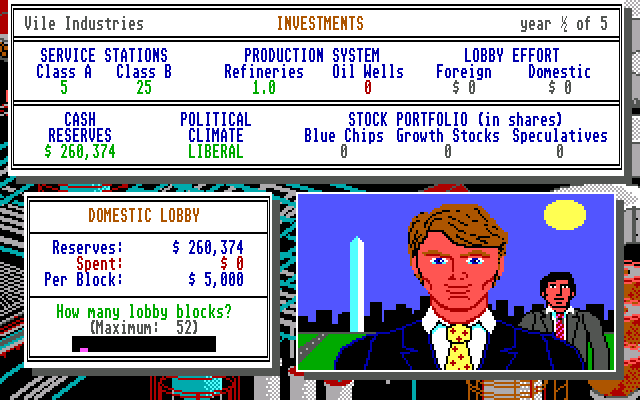 Vile Industries INVESTMENTS year ½ of 5
SERVICE STATIONS PRODUCTION SYSTEM LOBBY EFFORT
Class A Class B Refineries Oil Wells Foreign Domestic
5 25 1.0 0 $ 0 $ 0
CASH POLITICAL STOCK PORTFOLIO (in shares)
RESERVES CLIMATE Blue Chips Growth Stocks Speculatives
$ 260,374 LIBERAL 0 0 0
DOMESTIC LOBBY
Reserves: $ 260,374
Spent: $ 0
Per Block: $ 5,000
How many lobby blocks?
(Maximum: 52)